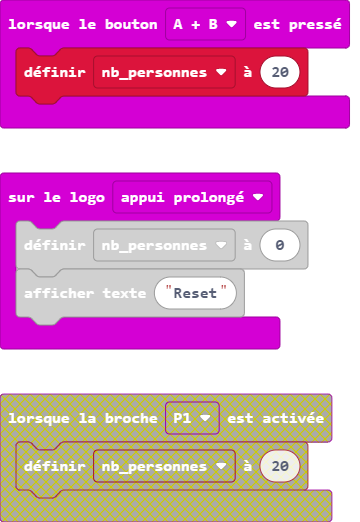 lorsque le bouton A + B est pressé
définir nb_personnes à 20
sur le logo appui prolongé
définir nb_personnes à 0
afficher texte "Reset"
lorsque la broche P1 est activée
définir nb_personnes à 20